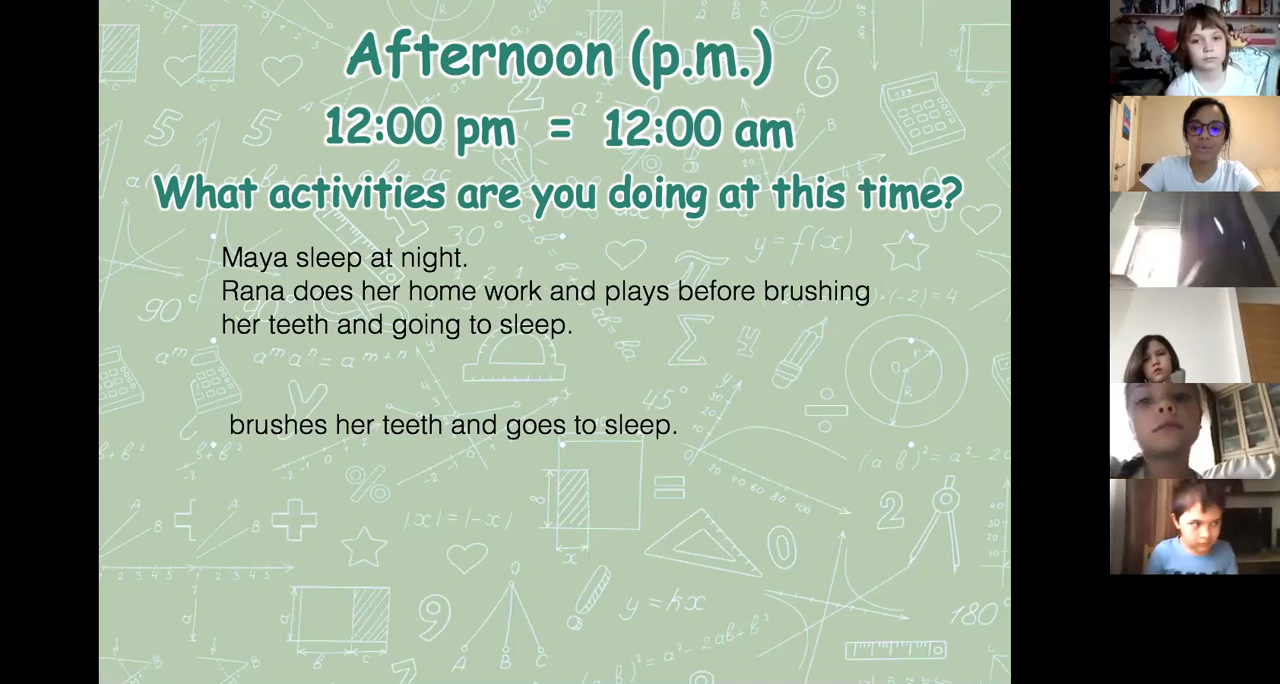 Afternoon (p.m.)
12:00 pm = 12:00 am
What activities are you doing at this time?
Maya sleep at night.
Rana does her home work and plays before brushing
her teeth and going to sleep.
brushes her teeth and goes to sleep.